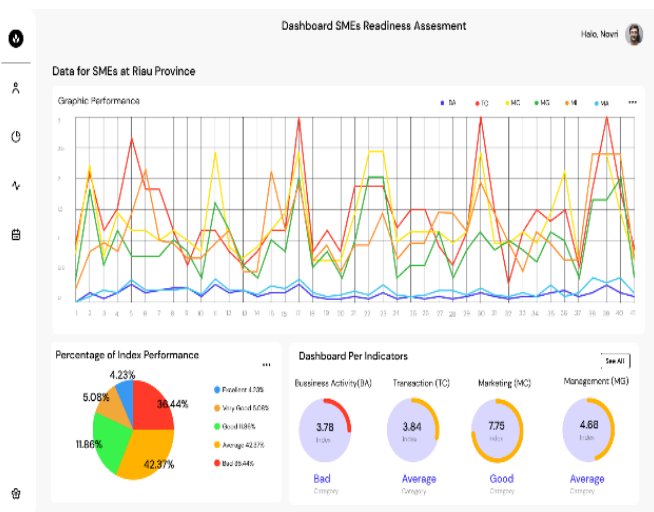 Dashboard SMEs Readiness Assesment
Halo, Novri
Data for SMEs at Riau Province
Graphic Performance
BA TC MC MG MI MA
1 2 3 4 5 6 7 8 9 10 11 12 13 14 15 16 17 18 19 20 21 22 23 24 25 26 27 28 29 30 31 32 33 34 35 36 37 38 39 40 41
Percentage of Index Performance
4.23%
5.08%
36.44%
11.86%
42.37%
Excellent 4.23%
Very Good 5.08%
Good 11.86%
Average 42.37%
Dashboard Per Indicators
See All
Bussiness Activity(BA) Transaction (TC) Marketing (MC) Management (MG)
3.78 3.84 7.75 4.68
Index Index Index Index
Bad Average Good Average
Category Category Category Category